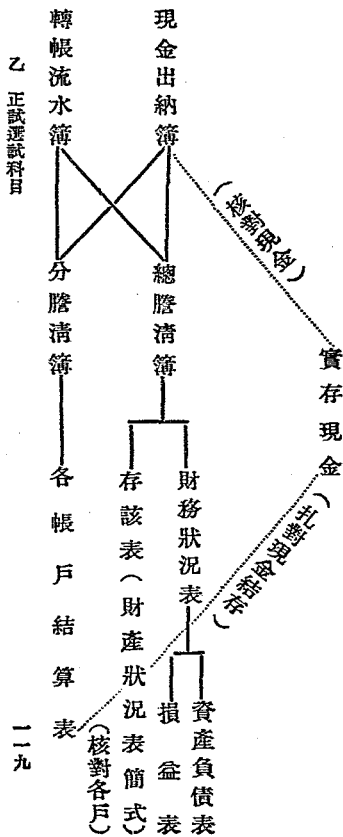 實存現金
(核對現金)
(扎對現金結存)
現金出納簿
總謄清簿
財務狀況表
資產負債表
損益表
存該表(財產狀況表簡式)
(核對各戶)
轉帳流水簿
分謄清簿
各帳戶結算表
乙 正試選試科目
一一九